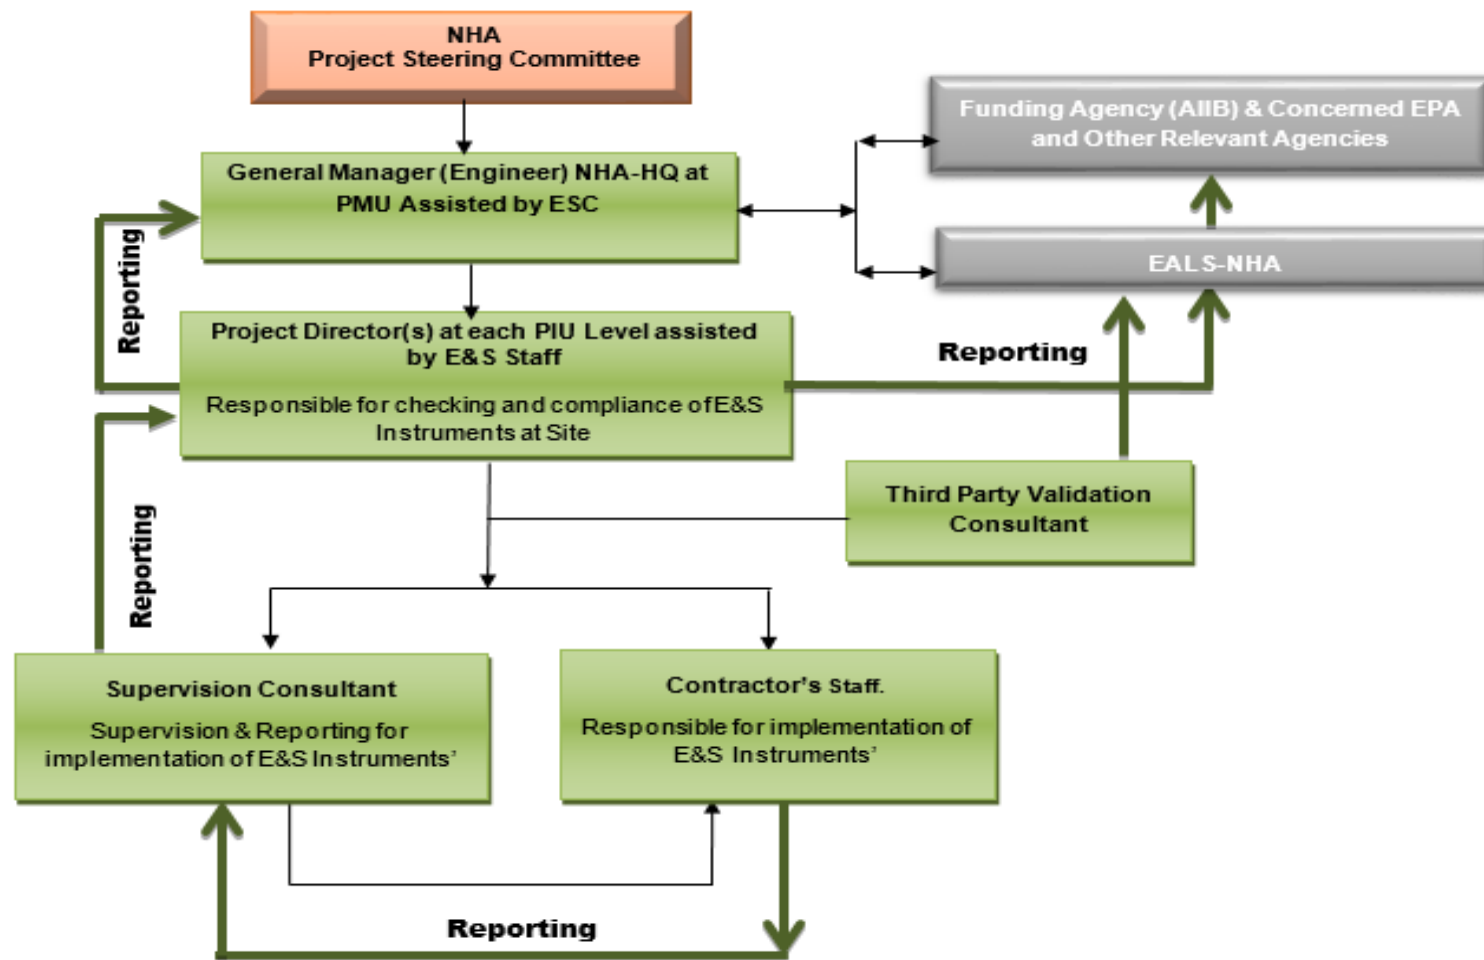 NHA
Project Steering Committee
Funding Agency (AIIB) & Concerned EPA
and Other Relevant Agencies
General Manager (Engineer) NHA-HQ at
PMU Assisted by ESC
EALS-NHA
Reporting
Project Director(s) at each PIU Level assisted
by E&S Staff
Responsible for checking and compliance of E&S
Instruments at Site
Reporting
Third Party Validation
Consultant
Reporting
Supervision Consultant
Supervision & Reporting for
implementation of E&S Instruments’
Contractor’s Staff.
Responsible for implementation of
E&S Instruments’
Reporting